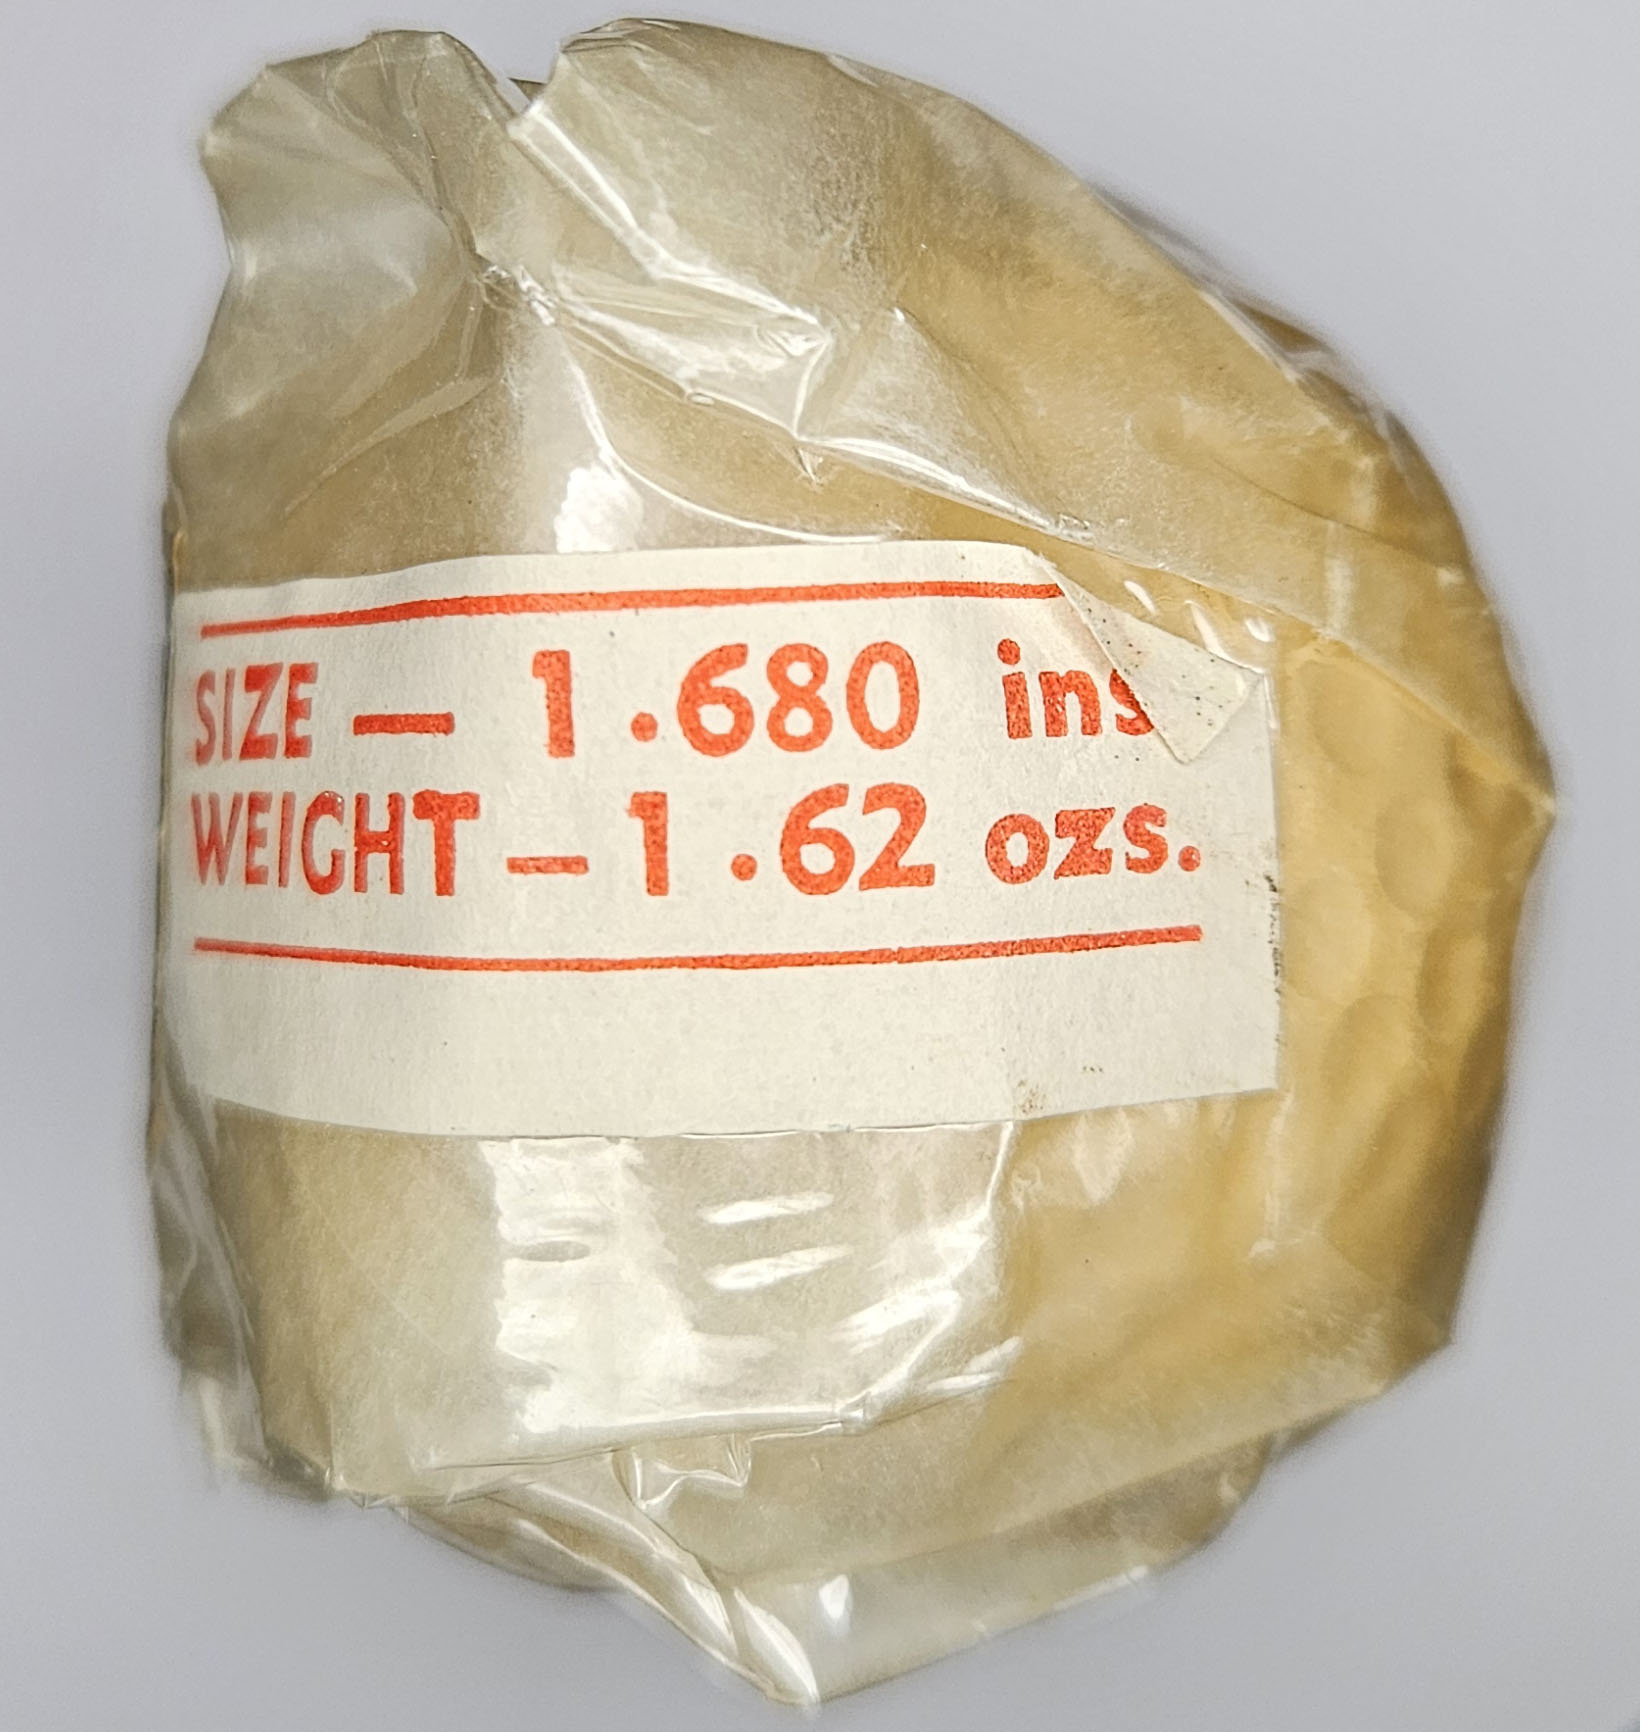 SIZE — 1.680 ins
WEIGHT — 1.62 ozs.